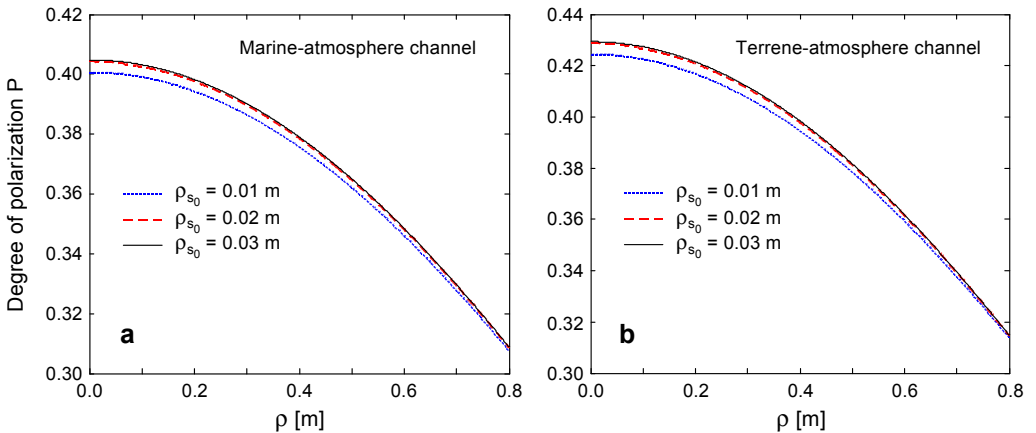 Degree of polarization P
0.42
0.40
0.38
0.36
0.34
0.32
0.30
Marine-atmosphere channel
ρs₀ = 0.01 m
ρs₀ = 0.02 m
ρs₀ = 0.03 m
a
0.0 0.2 0.4 0.6 0.8
ρ [m]
0.44
0.42
0.40
0.38
0.36
0.34
0.32
0.30
Terrene-atmosphere channel
ρs₀ = 0.01 m
ρs₀ = 0.02 m
ρs₀ = 0.03 m
b
0.0 0.2 0.4 0.6 0.8
ρ [m]